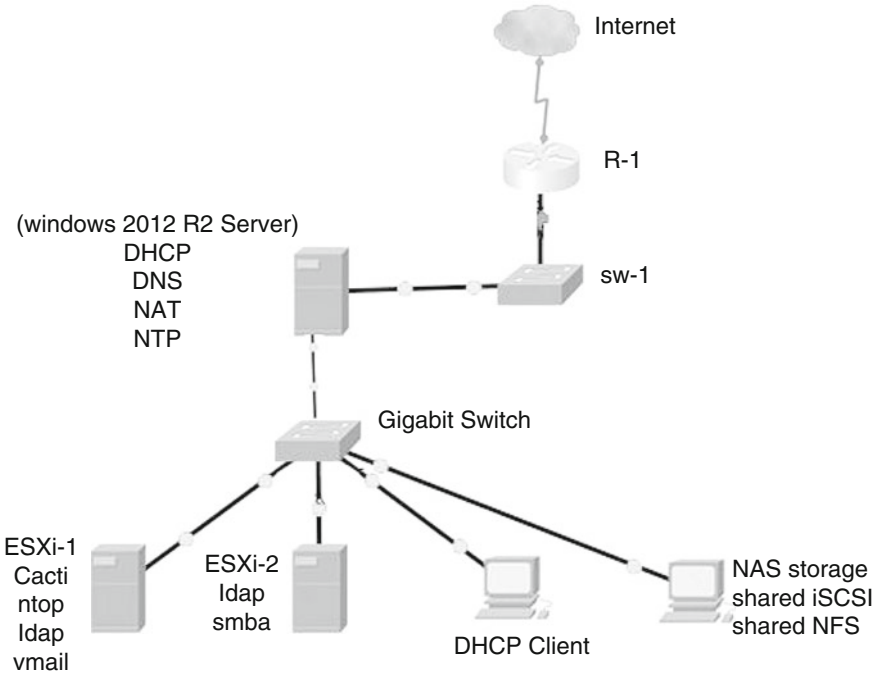 Internet
R-1
(windows 2012 R2 Server)
DHCP
DNS
NAT
NTP
sw-1
Gigabit Switch
ESXi-1
Cacti
ntop
Idap
vmail
ESXi-2
Idap
smba
DHCP Client
NAS storage
shared iSCSI
shared NFS